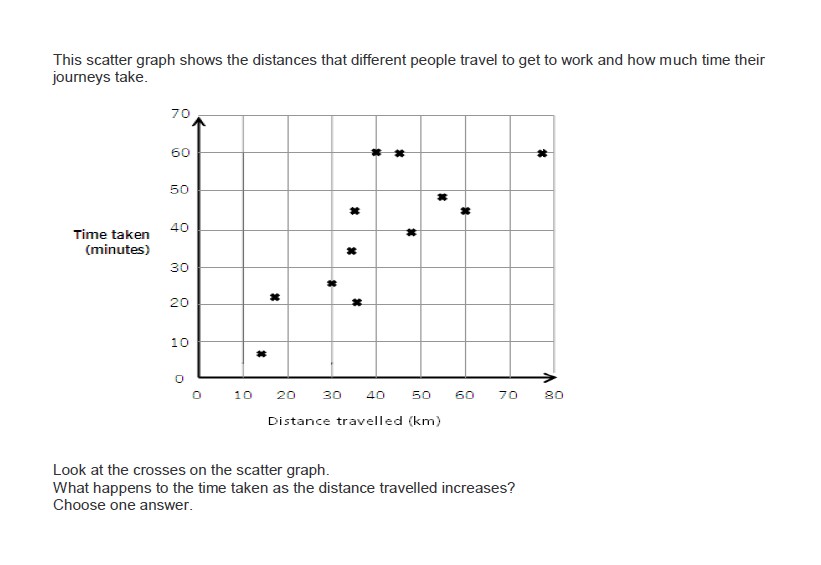 This scatter graph shows the distances that different people travel to get to work and how much time their
journeys take.
70
60
50
40
30
20
10
0
Time taken
(minutes)
0 10 20 30 40 50 60 70 80
Distance travelled (km)
Look at the crosses on the scatter graph.
What happens to the time taken as the distance travelled increases?
Choose one answer.